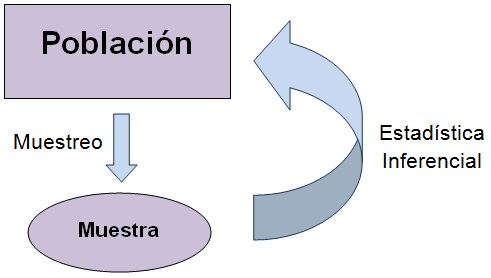 Población
Muestreo
Estadística
Inferencial
Muestra